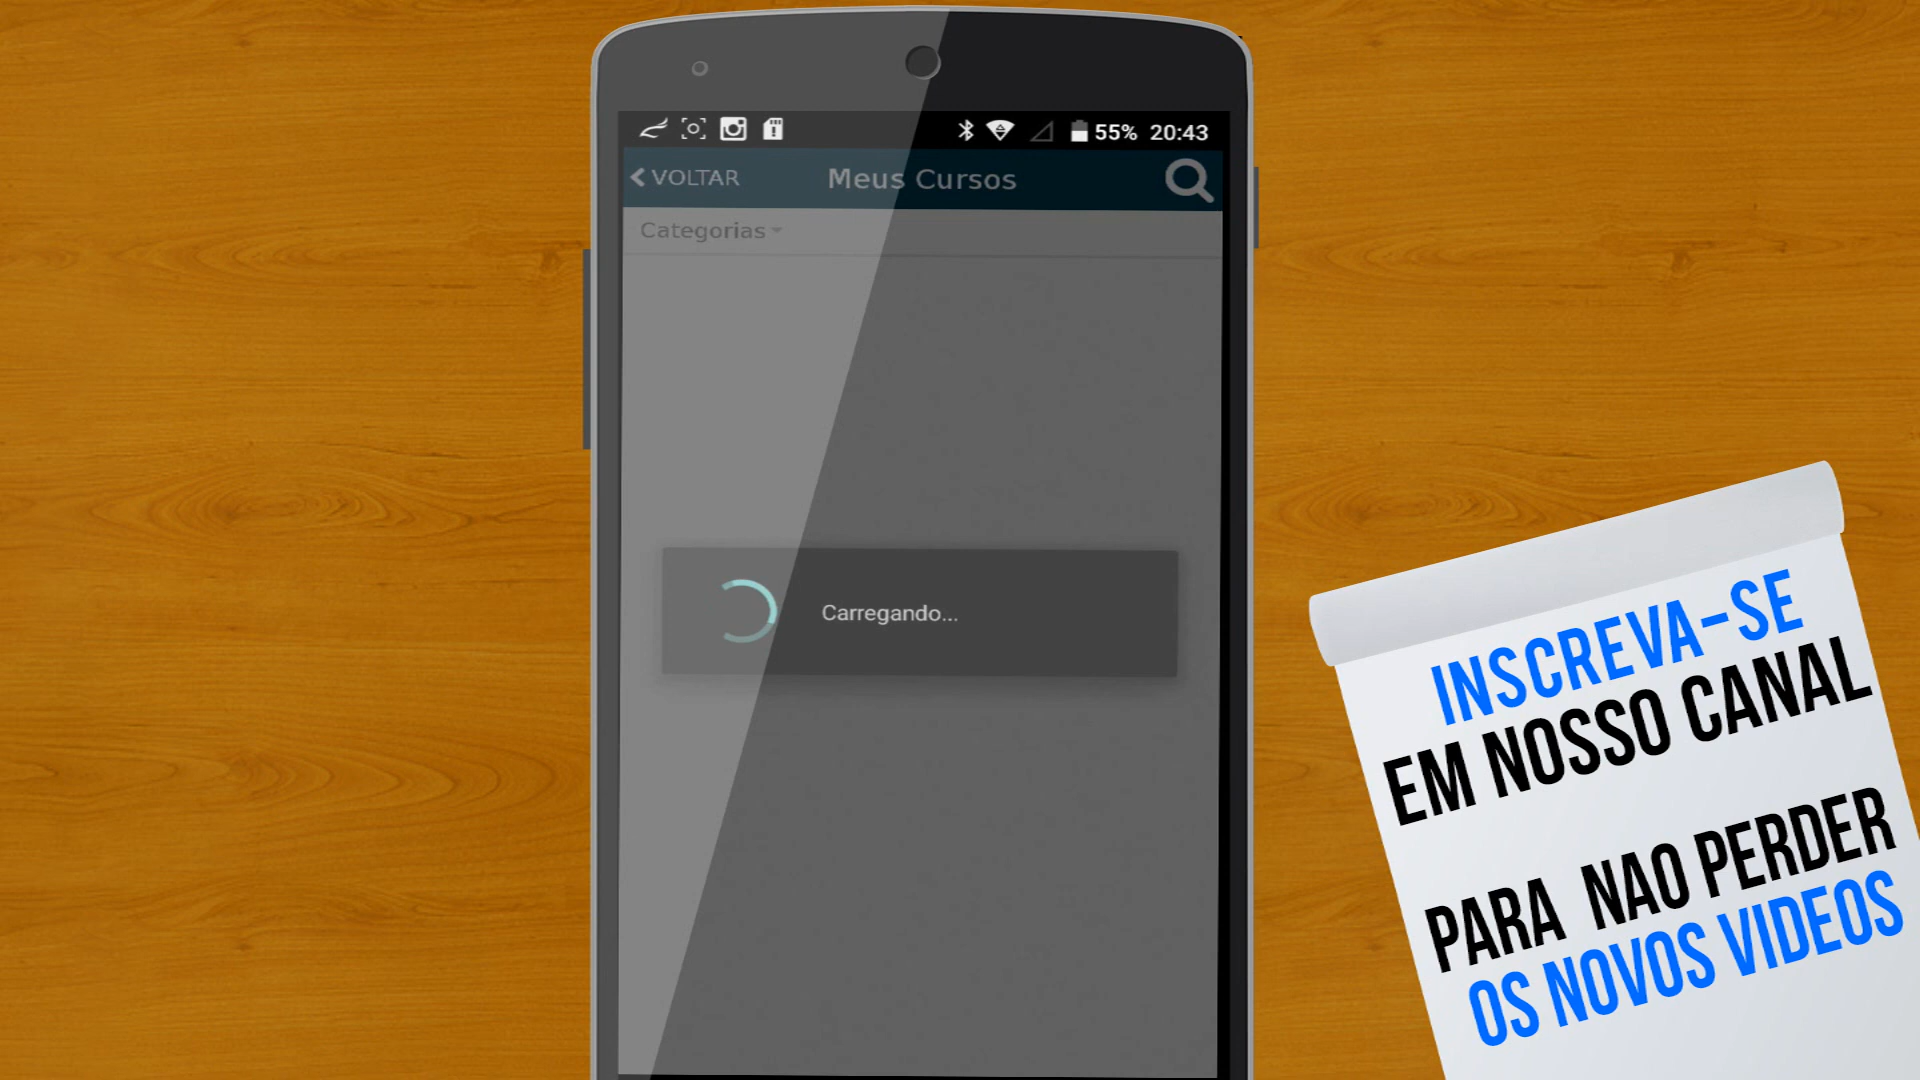 55% 20:43
VOLTAR Meus Cursos
Categorias
Carregando...
INSCREVA-SE
EM NOSSO CANAL
PARA NAO PERDER
OS NOVOS VIDEOS